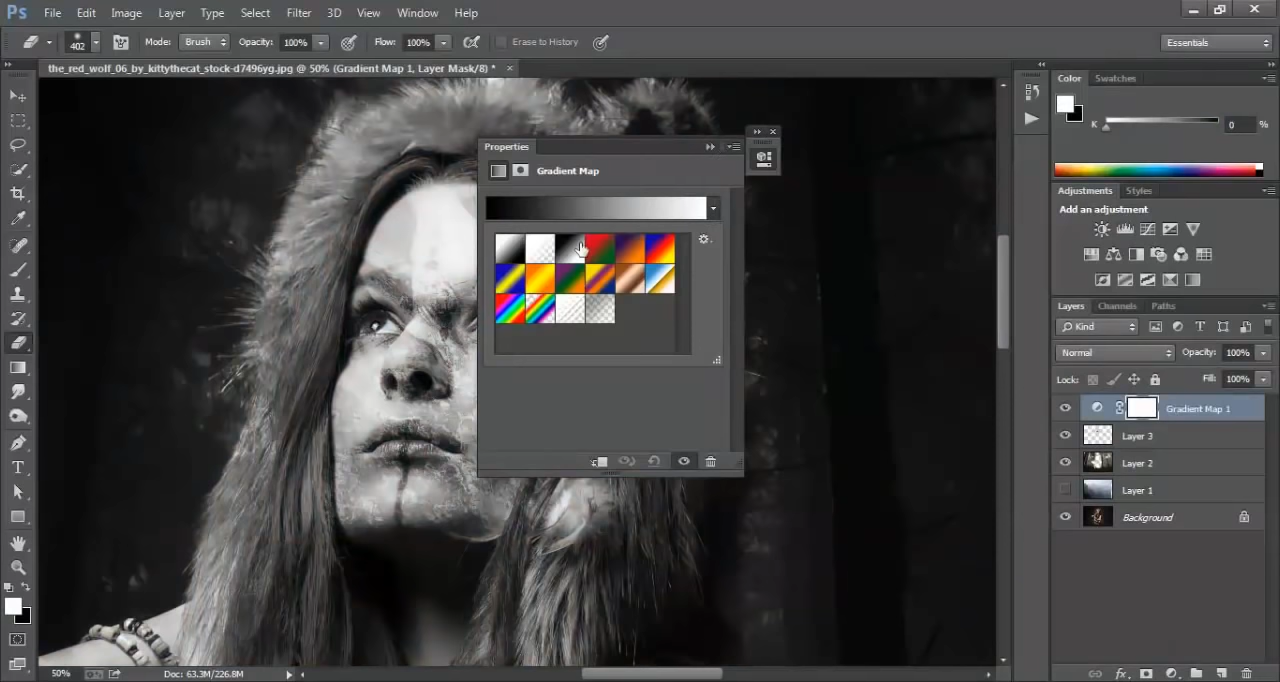 Ps File Edit Image Layer Type Select Filter 3D View Window Help
402 Mode: Brush Opacity: 100% Flow: 100% Erase to History Essentials
the_red_wolf_06_by_kittythecat_stock-d7496yg.jpg @ 50% (Gradient Map 1, Layer Mask/8) *
Color Swatches
K 0 %
Properties
Gradient Map
Adjustments Styles
Add an adjustment
Layers Channels Paths
Kind T
Normal Opacity: 100%
Lock: Fill: 100%
Gradient Map 1
Layer 3
Layer 2
Layer 1
Background
T
50% Doc: 63.3M/226.8M
fx